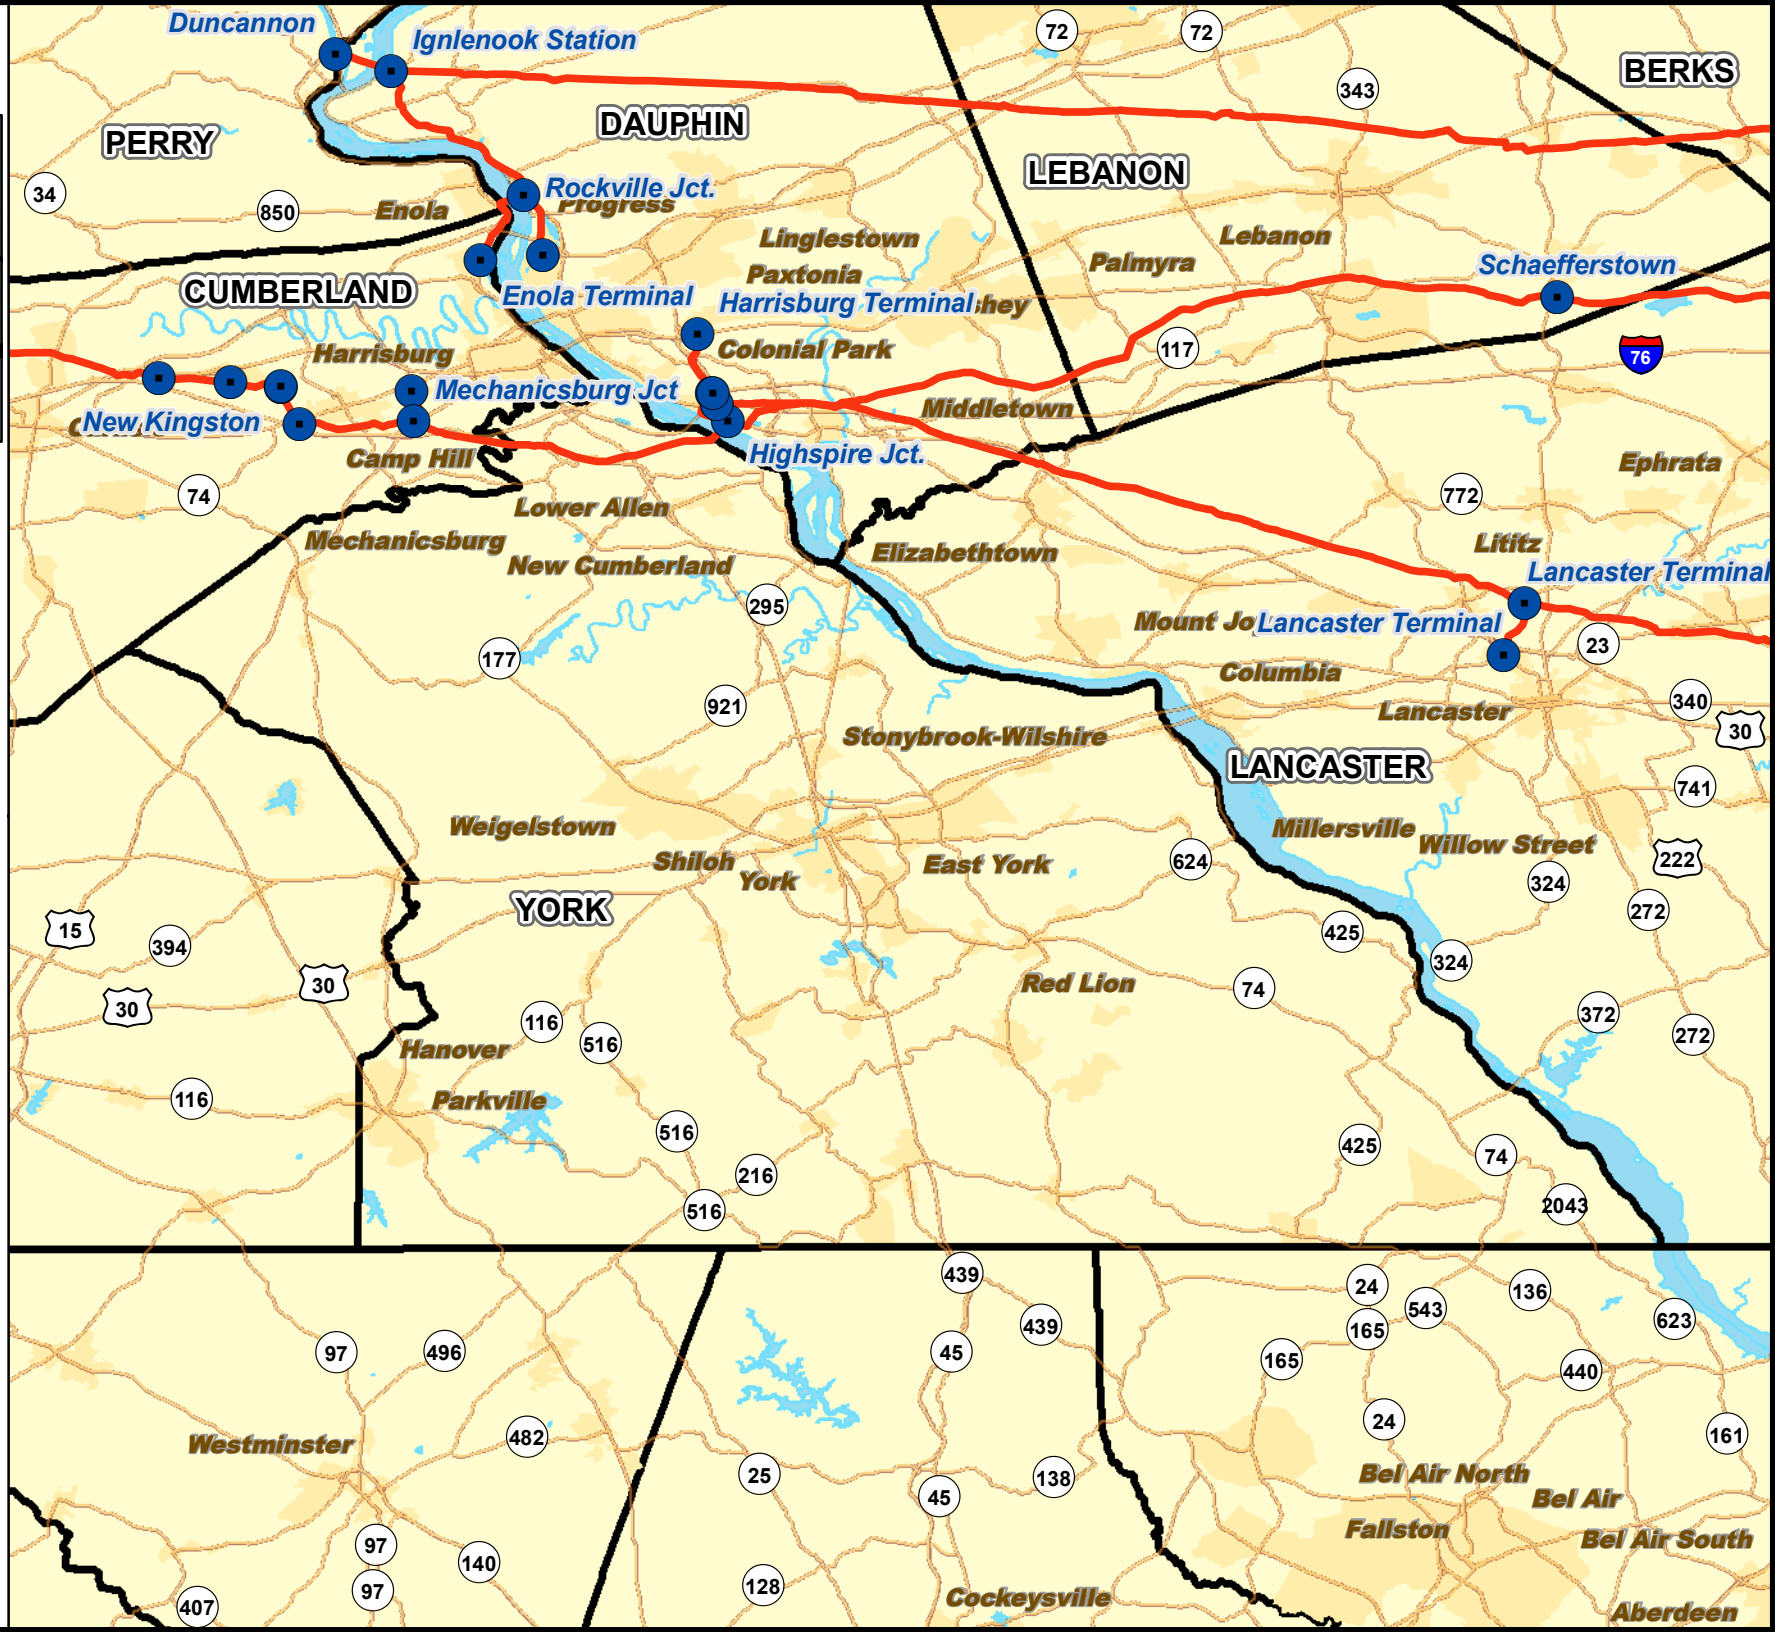 Duncannon
Ignlenook Station
72
72
BERKS
343
DAUPHIN
PERRY
LEBANON
34
850
Enola
Rockville Jct.
Progress
Linglestown
Lebanon
Palmyra
Schaefferstown
Paxtonia
CUMBERLAND
Enola Terminal
Harrisburg Terminal
shey
Harrisburg
Colonial Park
117
76
Mechanicsburg Jct
New Kingston
Middletown
Camp Hill
Highspire Jct.
Ephrata
74
772
Lower Allen
Mechanicsburg
New Cumberland
Elizabethtown
Lititz
Lancaster Terminal
295
Mount Jo
Lancaster Terminal
23
177
Columbia
921
Lancaster
340
30
Stonybrook-Wilshire
LANCASTER
741
Weigelstown
Millersville
Willow Street
Shiloh
York
East York
624
222
324
YORK
272
15
394
425
324
30
30
Red Lion
74
116
516
372
272
Hanover
116
Parkville
516
425
74
216
516
2043
439
24
136
543
439
165
623
97
496
45
165
440
24
Westminster
482
161
25
138
Bel Air North
45
Bel Air
Fallston
Bel Air South
97
140
97
128
407
Cockeysville
Aberdeen